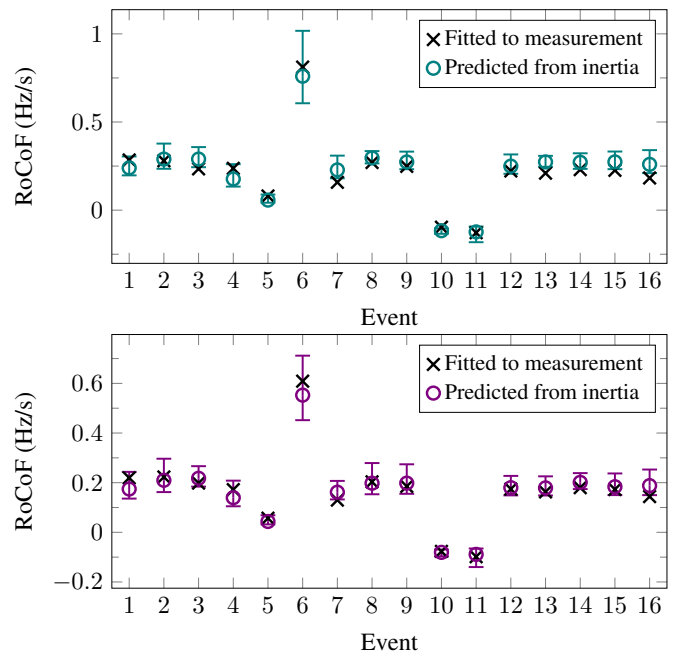 1
0.5
0
RoCoF (Hz/s)
Fitted to measurement
Predicted from inertia
1 2 3 4 5 6 7 8 9 10 11 12 13 14 15 16
Event
0.6
0.4
0.2
0
−0.2
RoCoF (Hz/s)
Fitted to measurement
Predicted from inertia
1 2 3 4 5 6 7 8 9 10 11 12 13 14 15 16
Event